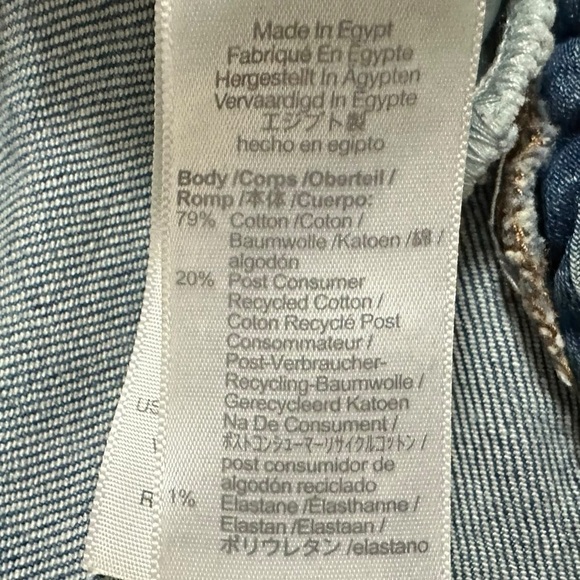 Made In Egypt
Fabriqué En Égypte
Hergestellt In Ägypten
Vervaardigd In Egypte
エジプト製
hecho en egipto
Body /Corps /Oberteil /
Romp /本体 /Cuerpo:
79% Cotton /Coton /
Baumwolle /Katoen /綿 /
algodón
20% Post Consumer
Recycled Cotton /
Coton Recyclé Post
Consommateur /
Post-Verbraucher-
Recycling-Baumwolle /
Gerecycleerd Katoen
Na De Consument /
ポストコンシューマーリサイクルコットン /
post consumidor de
algodón reciclado
1% Elastane /Élasthanne /
Elastan /Elastaan /
ポリウレタン /elastano
US
R